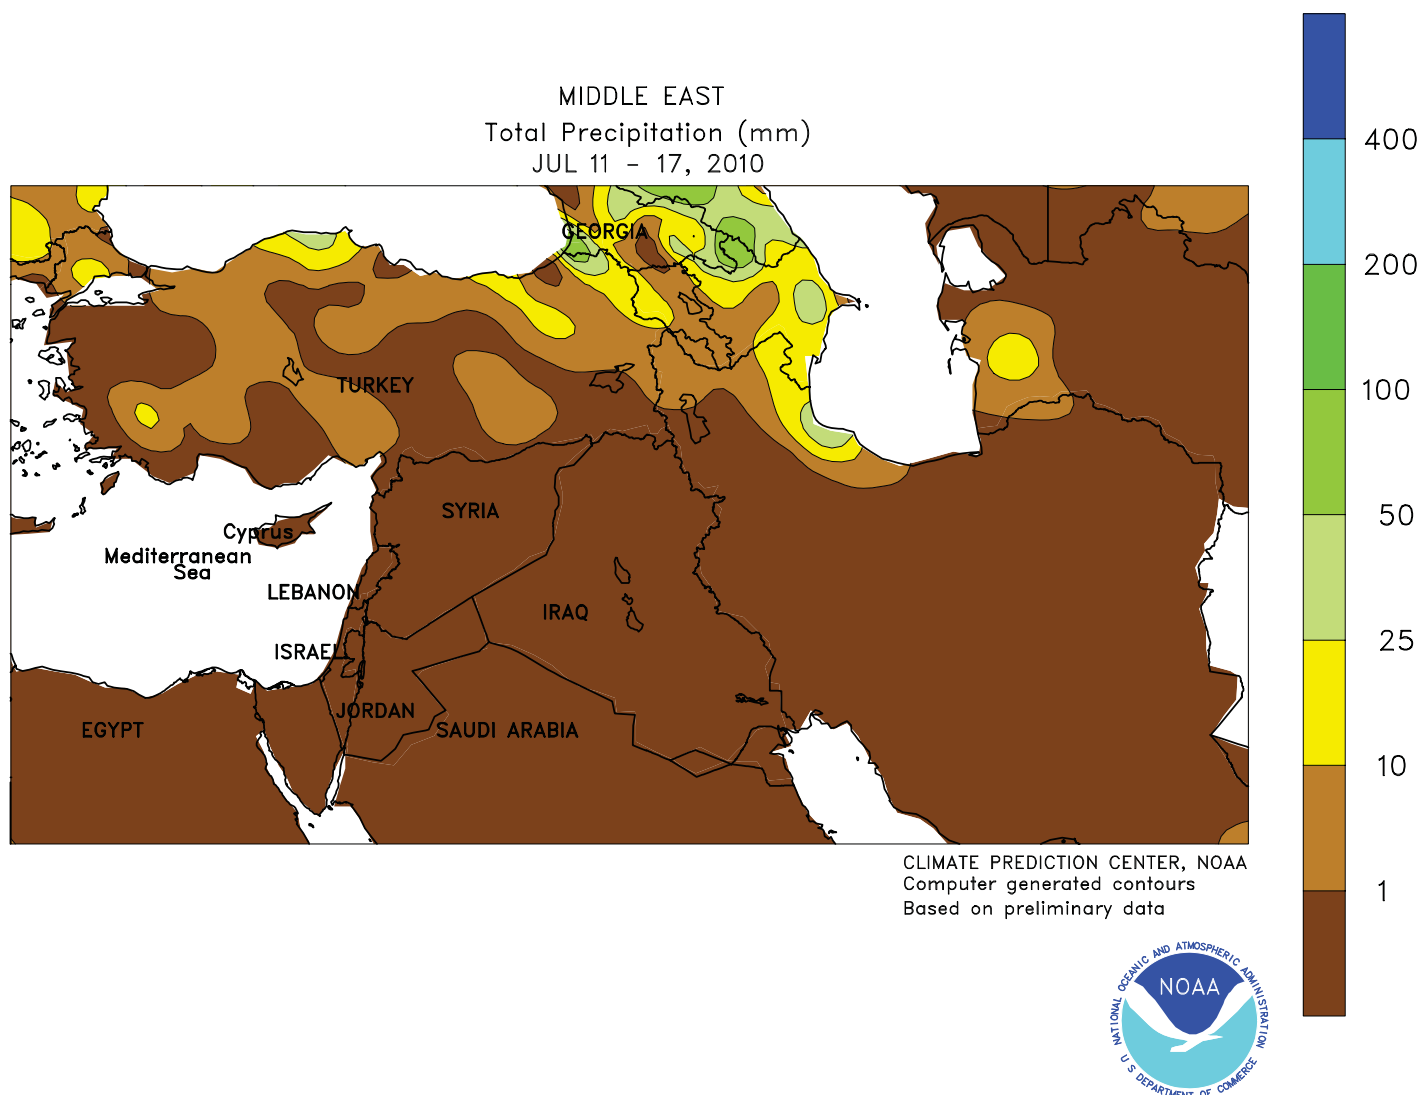 MIDDLE EAST
Total Precipitation (mm)
JUL 11 - 17, 2010
400
200
100
50
25
10
1
GEORGIA
TURKEY
SYRIA
Cyprus
Mediterranean
Sea
LEBANON
IRAQ
ISRAEL
JORDAN
EGYPT
SAUDI ARABIA
CLIMATE PREDICTION CENTER, NOAA
Computer generated contours
Based on preliminary data
NATIONAL OCEANIC AND ATMOSPHERIC ADMINISTRATION
NOAA
U S DEPARTMENT OF COMMERCE